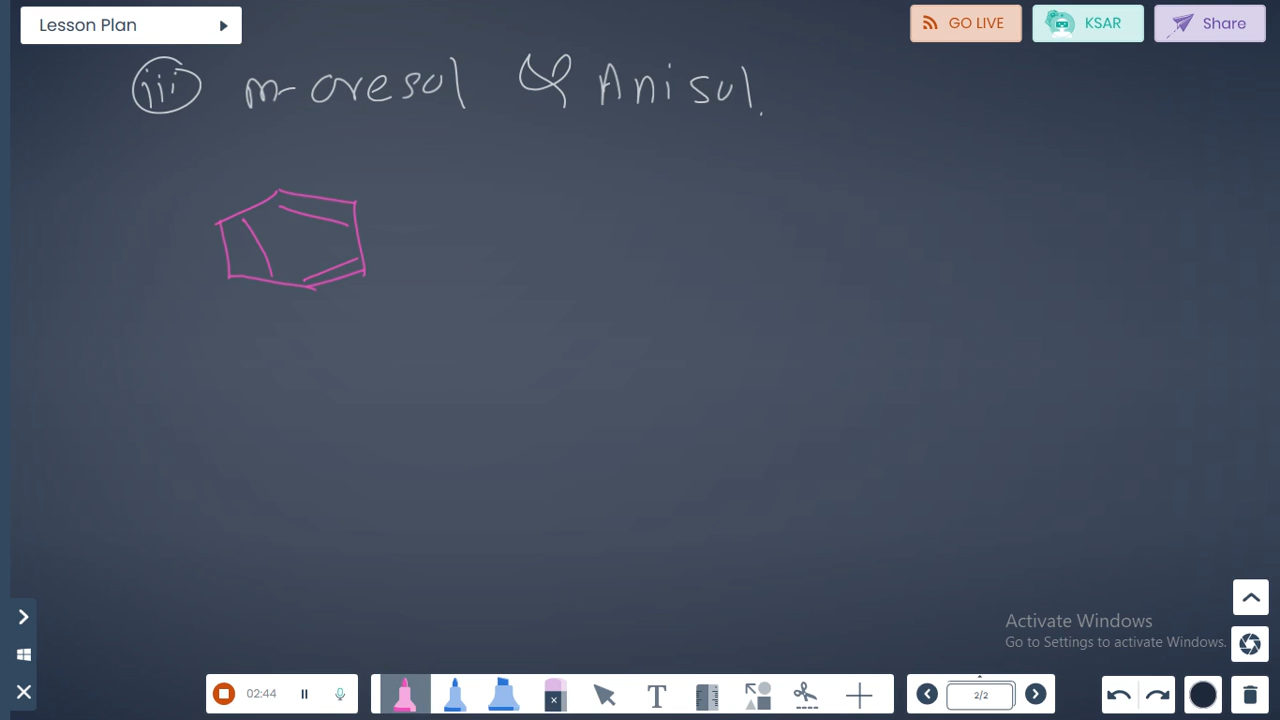 Lesson Plan
GO LIVE
KSAR
Share
(iii) m-cresol & Anisol.
Activate Windows
Go to Settings to activate Windows.
02:44
T
2/2